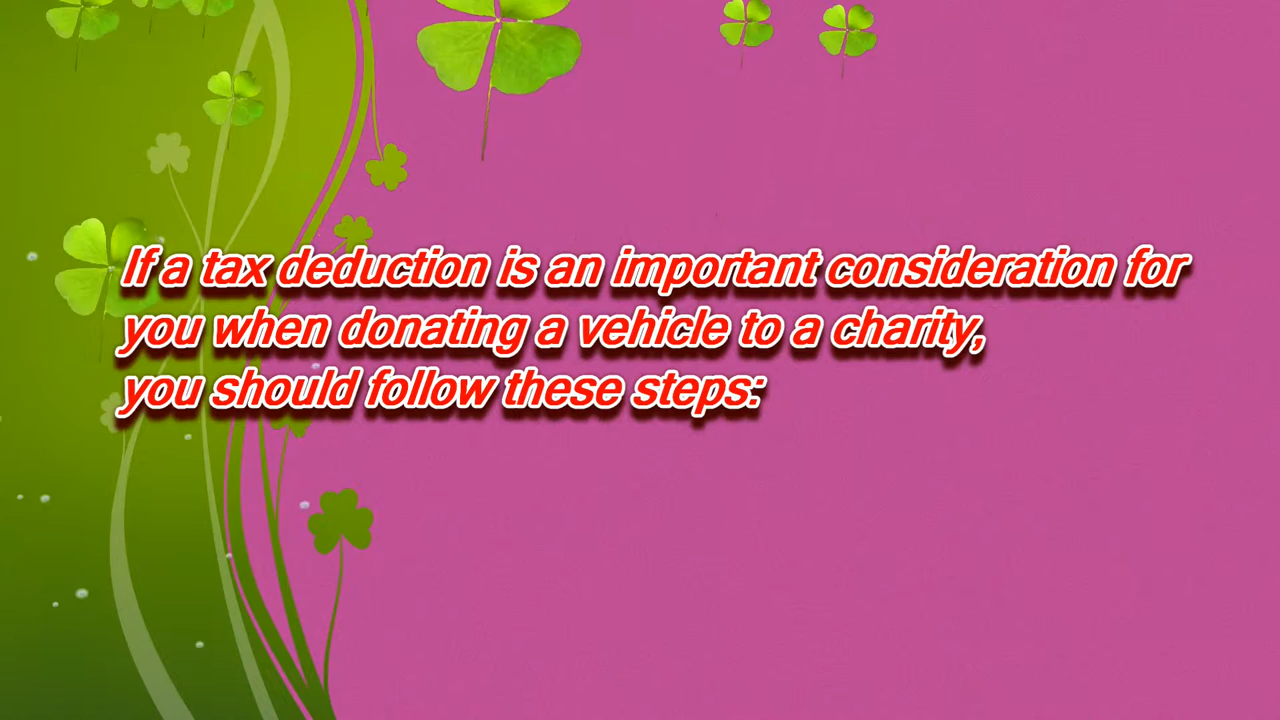 If a tax deduction is an important consideration for
you when donating a vehicle to a charity,
you should follow these steps: